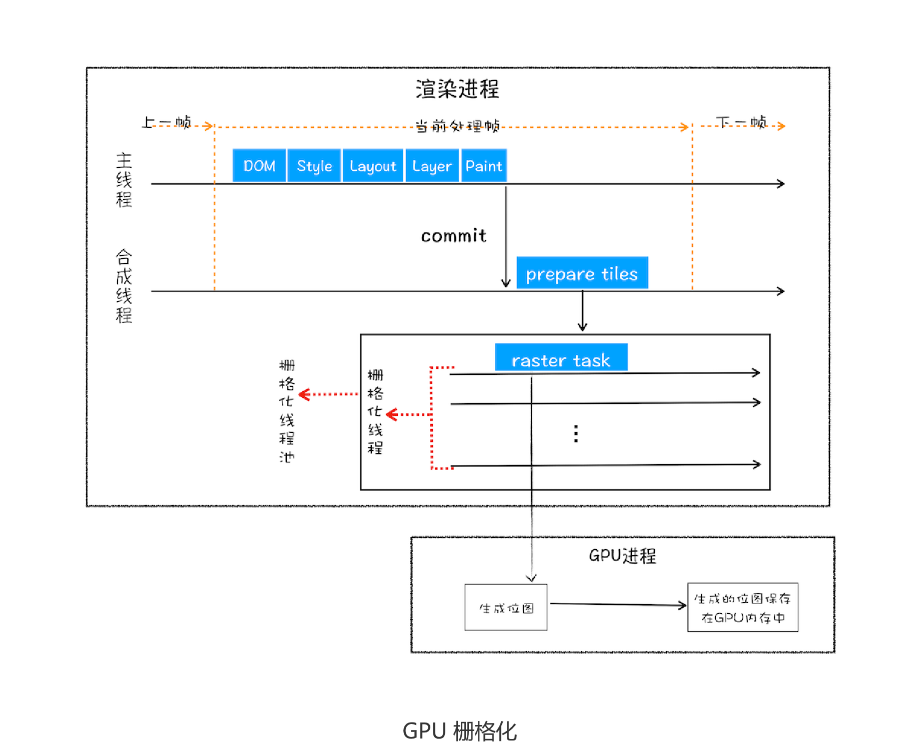 渲染进程
上一帧
当前处理帧
下一帧
主线程
DOM
Style
Layout
Layer
Paint
commit
合成线程
prepare tiles
raster task
栅格化线程池
栅格化线程
⋮
GPU进程
生成位图
生成的位图保存
在GPU内存中
GPU 栅格化